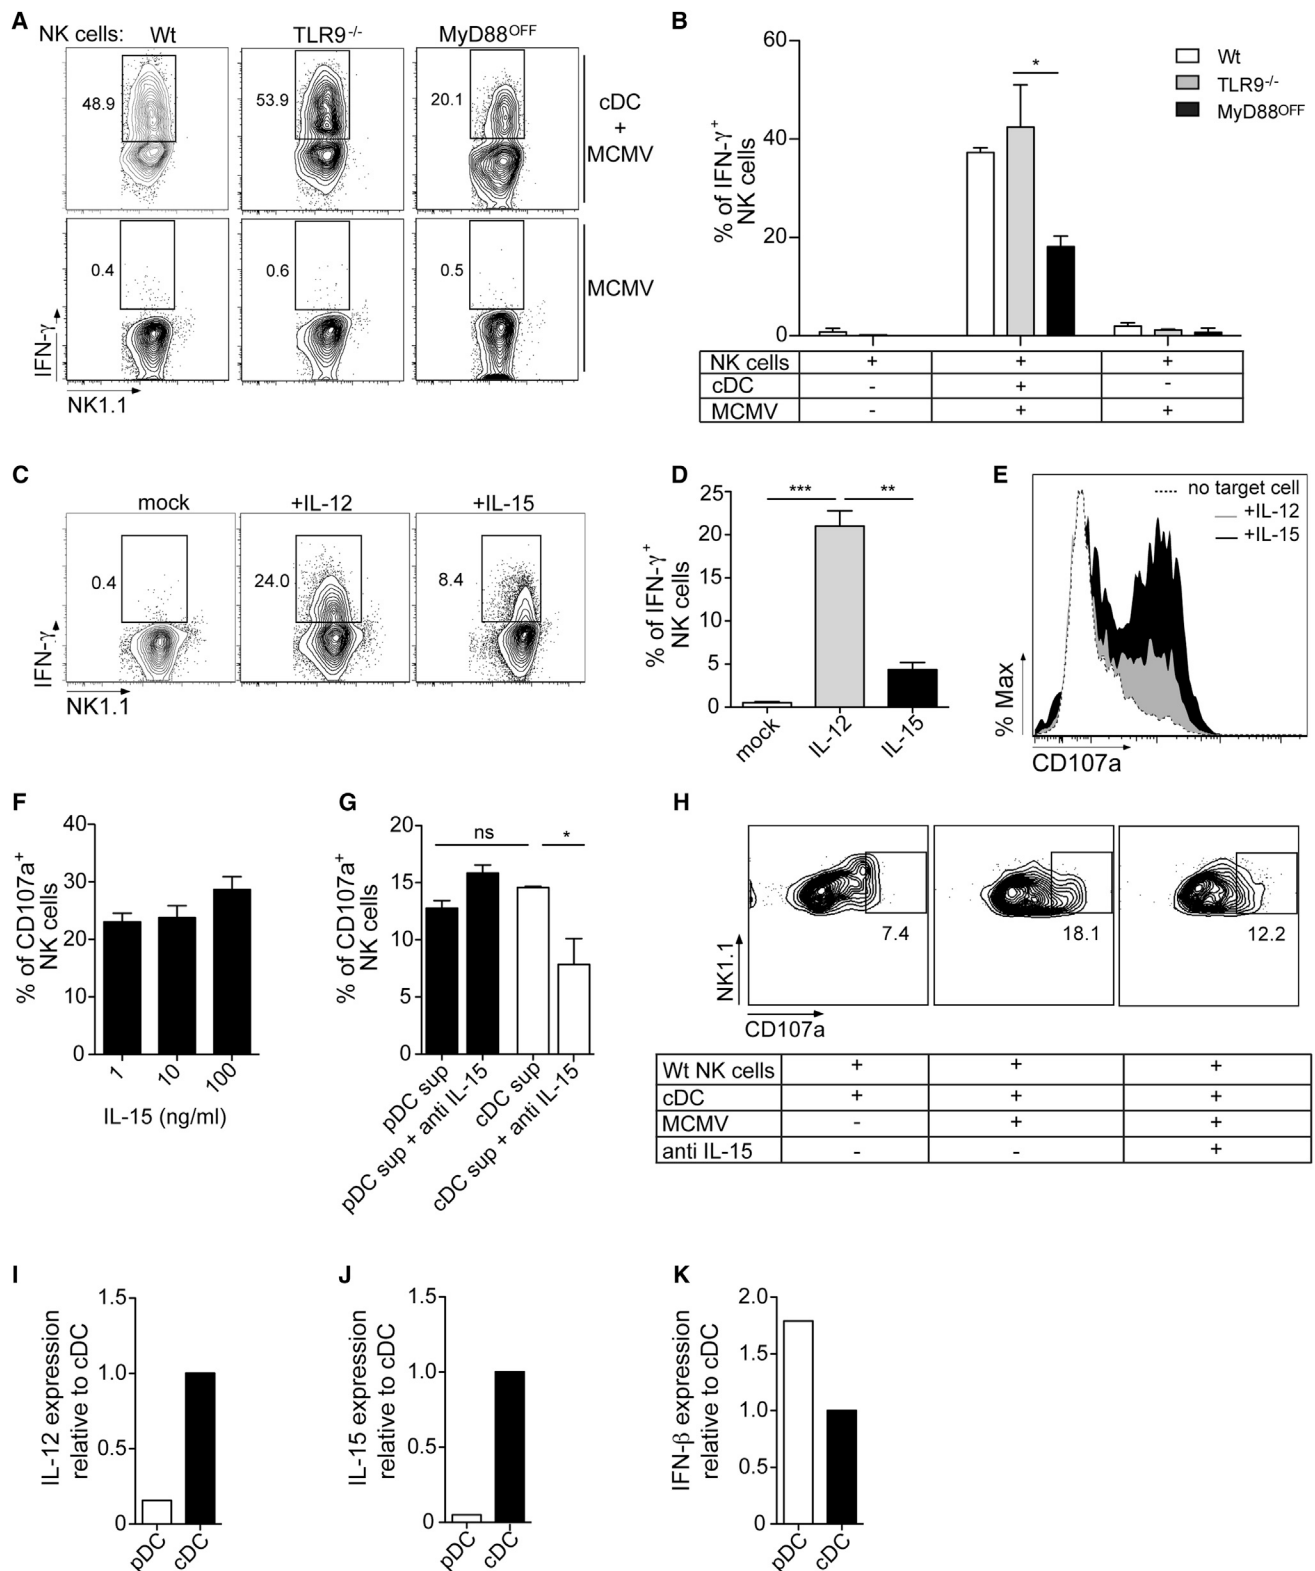 A
NK cells: Wt TLR9-/- MyD88OFF
48.9 53.9 20.1
cDC
+
MCMV
0.4 0.6 0.5
MCMV
IFN-γ
NK1.1
B
% of IFN-γ+
NK cells
60
40
20
0
*
Wt
TLR9-/-
MyD88OFF
NK cells + + +
cDC - + -
MCMV - + +
C
mock +IL-12 +IL-15
0.4 24.0 8.4
IFN-γ
NK1.1
D
% of IFN-γ+
NK cells
25
20
15
10
5
0
*** **
mock IL-12 IL-15
E
no target cell
+IL-12
+IL-15
% Max
CD107a
F
% of CD107a+
NK cells
40
30
20
10
0
1 10 100
IL-15 (ng/ml)
G
% of CD107a+
NK cells
20
15
10
5
0
ns *
pDC sup
pDC sup + anti IL-15
cDC sup
cDC sup + anti IL-15
H
7.4 18.1 12.2
NK1.1
CD107a
Wt NK cells + + +
cDC + + +
MCMV - + +
anti IL-15 - - +
I
IL-12 expression
relative to cDC
1.5
1.0
0.5
0
pDC cDC
J
IL-15 expression
relative to cDC
1.5
1.0
0.5
0
pDC cDC
K
IFN-β expression
relative to cDC
2.0
1.5
1.0
0.5
0
pDC cDC